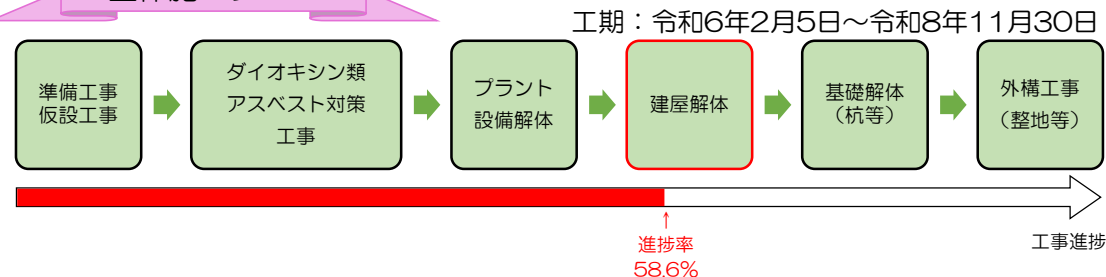 工期：令和6年2月5日～令和8年11月30日
準備工事
仮設工事
ダイオキシン類
アスベスト対策
工事
プラント
設備解体
建屋解体
基礎解体
（杭等）
外構工事
（整地等）
↑
進捗率
58.6%
工事進捗